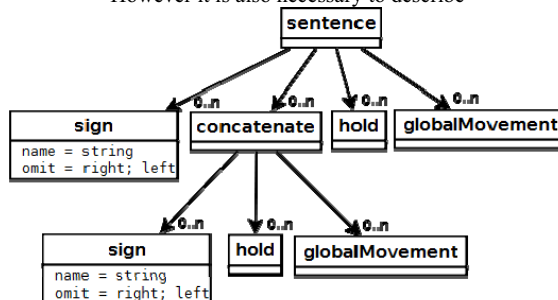 However it is also necessary to describe
sentence
0..n 0..n 0..n 0..n
sign concatenate hold globalMovement
name = string
omit = right; left
0..n 0..n 0..n
sign hold globalMovement
name = string
omit = right; left